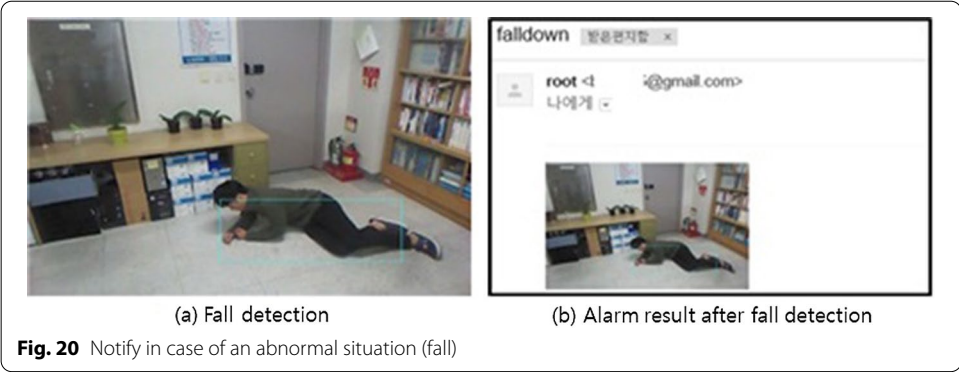 falldown 받은편지함 ×
root < @gmail.com>
나에게
(a) Fall detection
(b) Alarm result after fall detection
Fig. 20 Notify in case of an abnormal situation (fall)